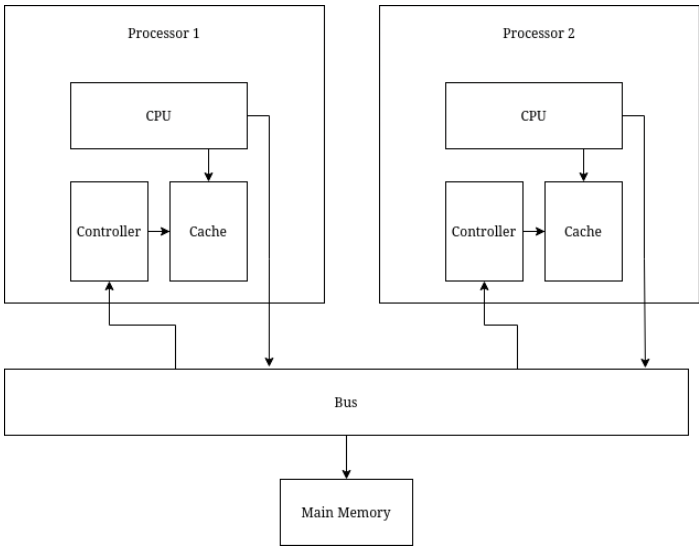 Processor 1
Processor 2
CPU
CPU
Controller
Cache
Controller
Cache
Bus
Main Memory